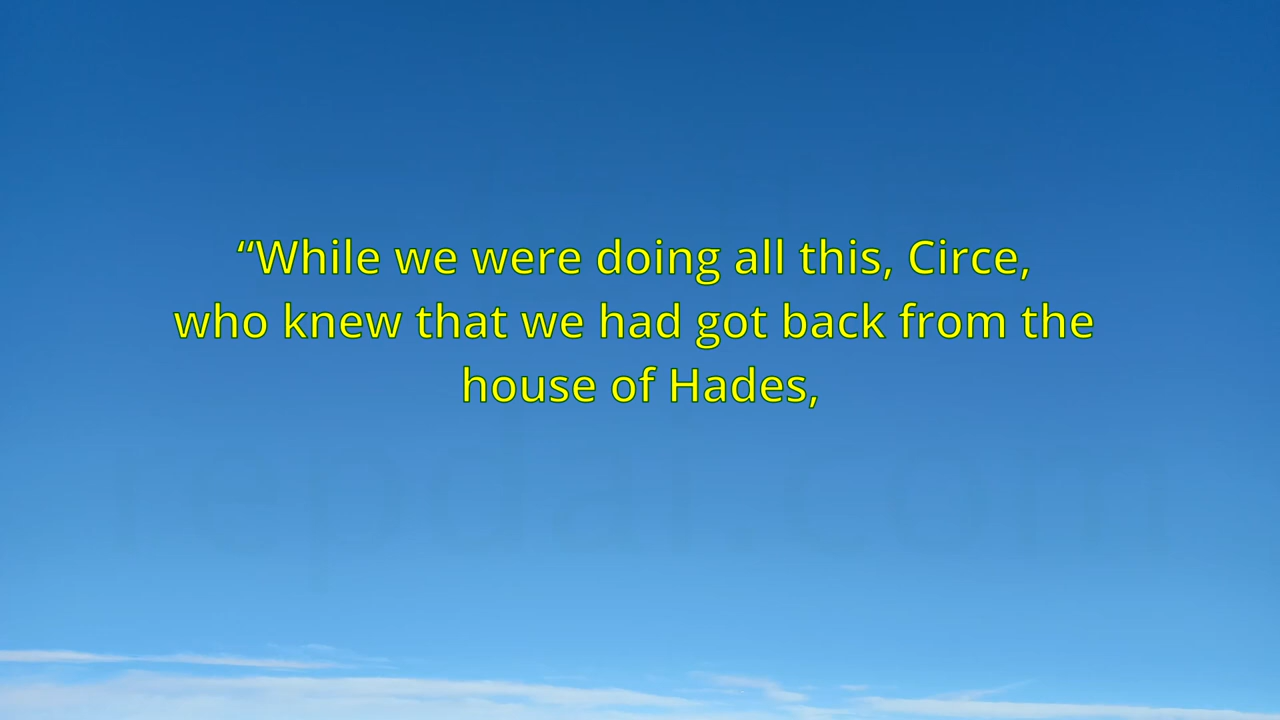 “While we were doing all this, Circe,
who knew that we had got back from the
house of Hades,